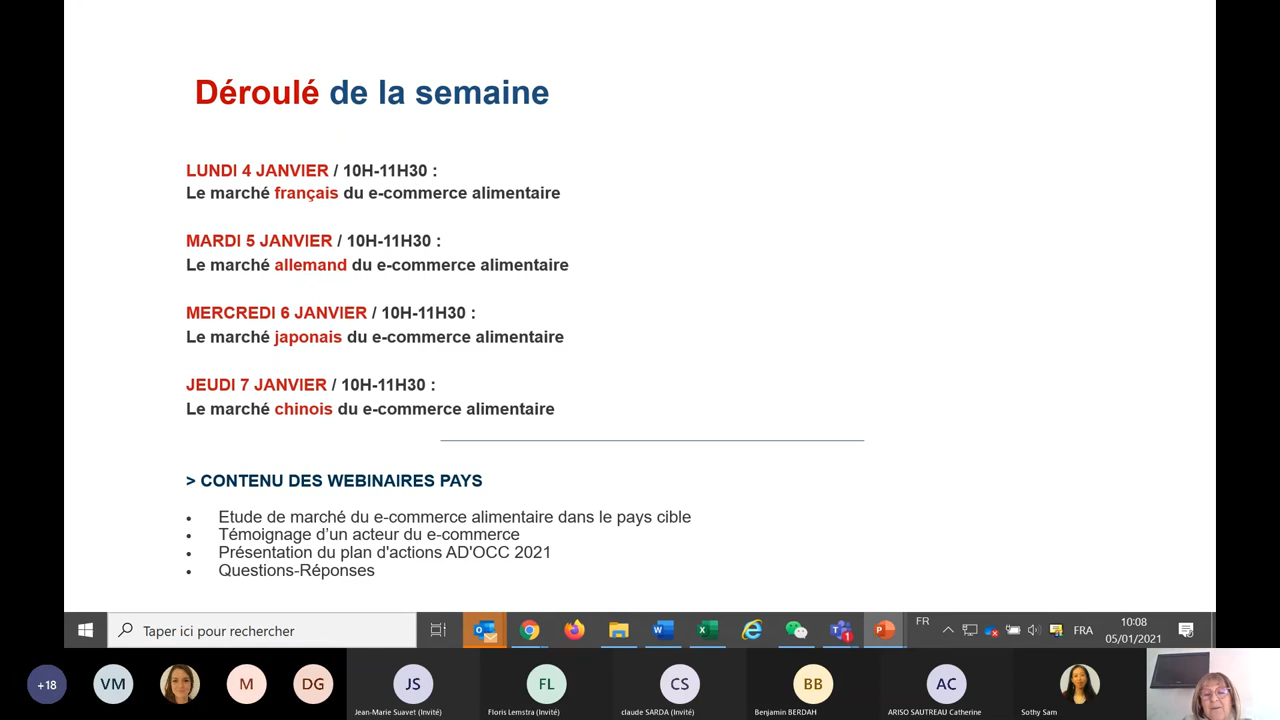 Déroulé de la semaine
LUNDI 4 JANVIER / 10H-11H30 :
Le marché français du e-commerce alimentaire
MARDI 5 JANVIER / 10H-11H30 :
Le marché allemand du e-commerce alimentaire
MERCREDI 6 JANVIER / 10H-11H30 :
Le marché japonais du e-commerce alimentaire
JEUDI 7 JANVIER / 10H-11H30 :
Le marché chinois du e-commerce alimentaire
> CONTENU DES WEBINAIRES PAYS
• Etude de marché du e-commerce alimentaire dans le pays cible
• Témoignage d’un acteur du e-commerce
• Présentation du plan d'actions AD'OCC 2021
• Questions-Réponses
Taper ici pour rechercher
FR
FRA
10:08
05/01/2021
1
+18
VM
M
DG
JS
FL
CS
BB
AC
Jean-Marie Suavet (Invité)
Floris Lemstra (Invité)
claude SARDA (Invité)
Benjamin BERDAH
ARISO SAUTREAU Catherine
Sothy Sam